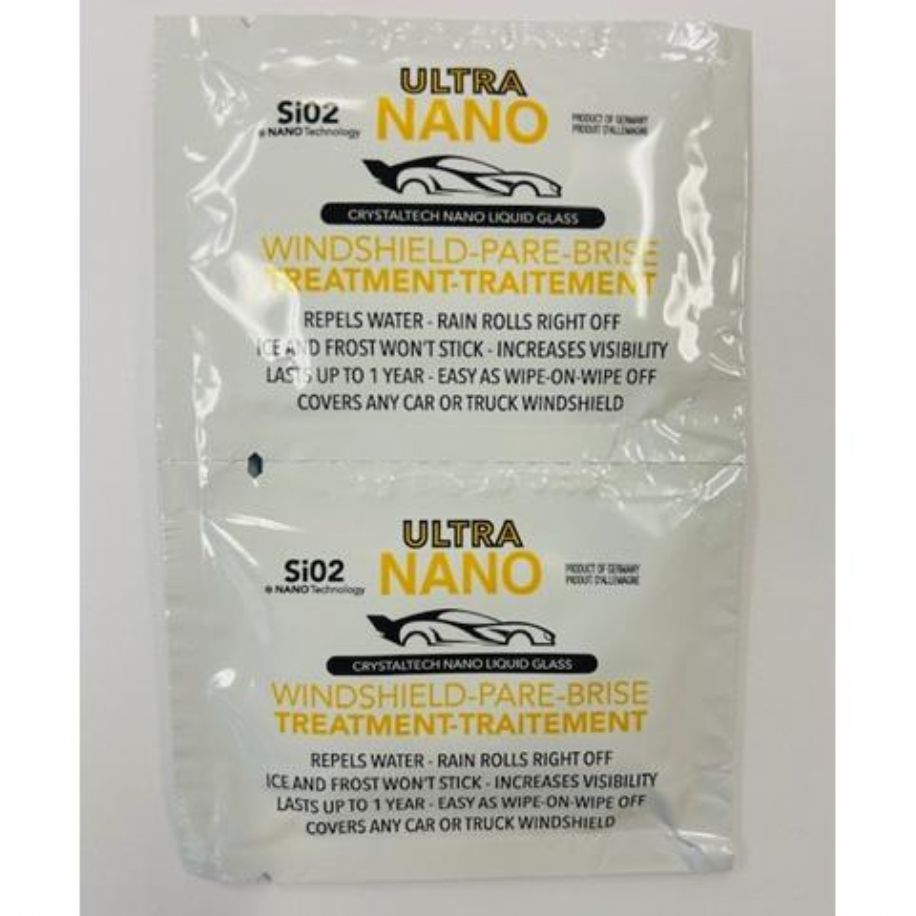 ULTRA
NANO
SiO2
NANO Technology
PRODUCT OF GERMANY
PRODUIT D'ALLEMAGNE
CRYSTALTECH NANO LIQUID GLASS
WINDSHIELD-PARE-BRISE
TREATMENT-TRAITEMENT
REPELS WATER - RAIN ROLLS RIGHT OFF
ICE AND FROST WON'T STICK - INCREASES VISIBILITY
LASTS UP TO 1 YEAR - EASY AS WIPE-ON-WIPE OFF
COVERS ANY CAR OR TRUCK WINDSHIELD
ULTRA
NANO
SiO2
NANO Technology
PRODUCT OF GERMANY
PRODUIT D'ALLEMAGNE
CRYSTALTECH NANO LIQUID GLASS
WINDSHIELD-PARE-BRISE
TREATMENT-TRAITEMENT
REPELS WATER - RAIN ROLLS RIGHT OFF
ICE AND FROST WON'T STICK - INCREASES VISIBILITY
LASTS UP TO 1 YEAR - EASY AS WIPE-ON-WIPE OFF
COVERS ANY CAR OR TRUCK WINDSHIELD